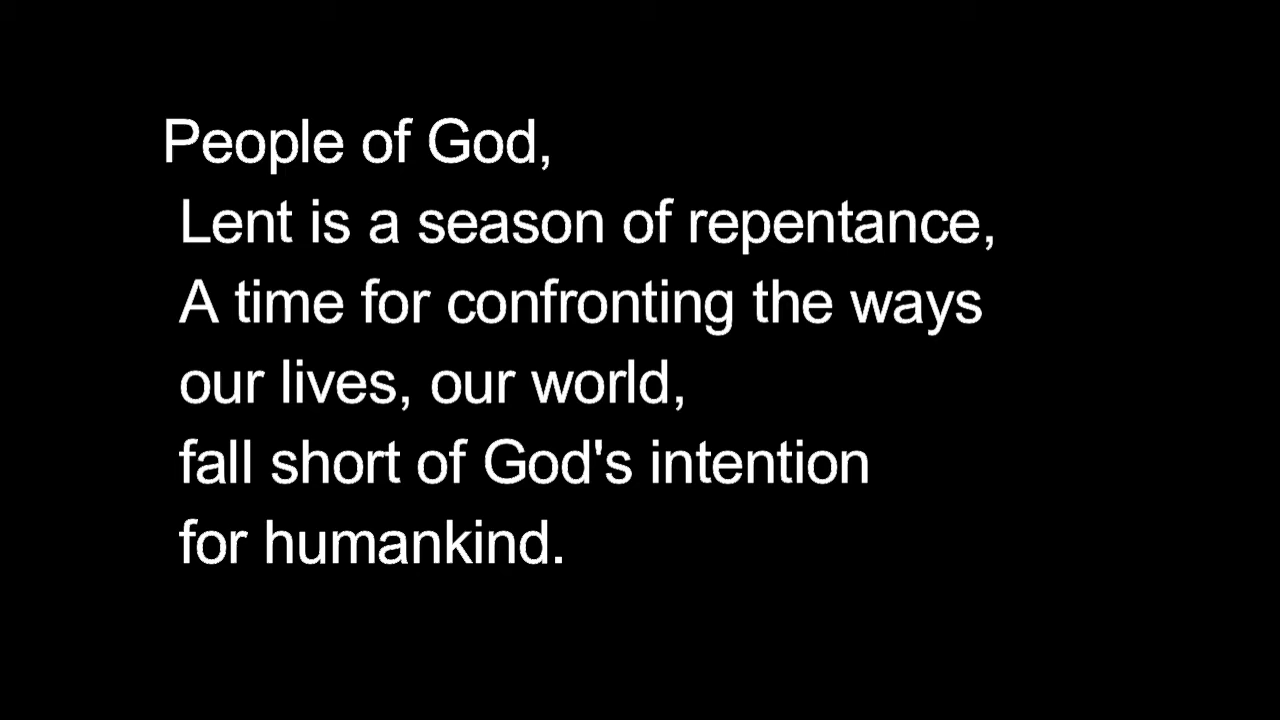 People of God,
Lent is a season of repentance,
A time for confronting the ways
our lives, our world,
fall short of God's intention
for humankind.